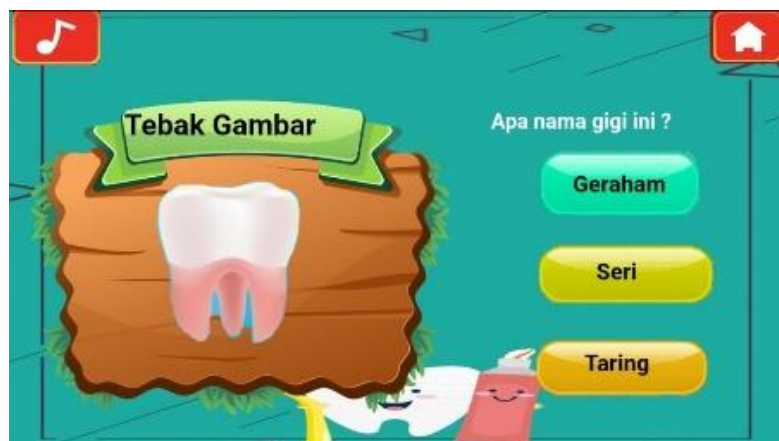 Tebak Gambar
Apa nama gigi ini ?
Geraham
Seri
Taring